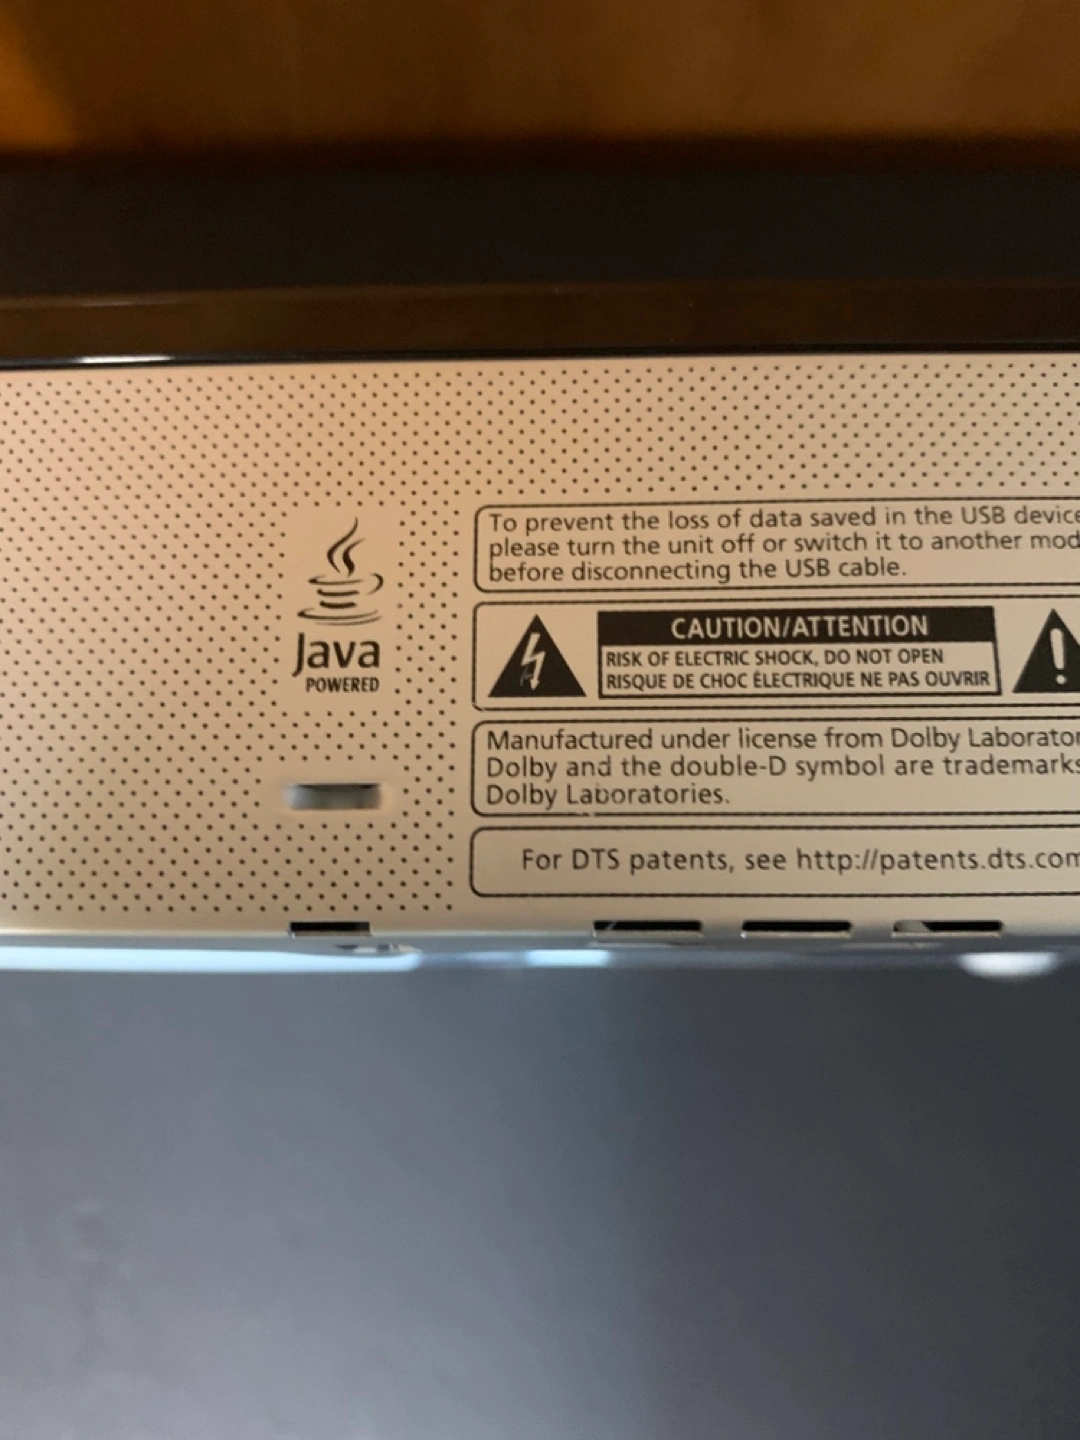 Java
POWERED
To prevent the loss of data saved in the USB device
please turn the unit off or switch it to another mod
before disconnecting the USB cable.
CAUTION/ATTENTION
RISK OF ELECTRIC SHOCK, DO NOT OPEN
RISQUE DE CHOC ÉLECTRIQUE NE PAS OUVRIR
Manufactured under license from Dolby Laborator
Dolby and the double-D symbol are trademarks
Dolby Laboratories.
For DTS patents, see http://patents.dts.com